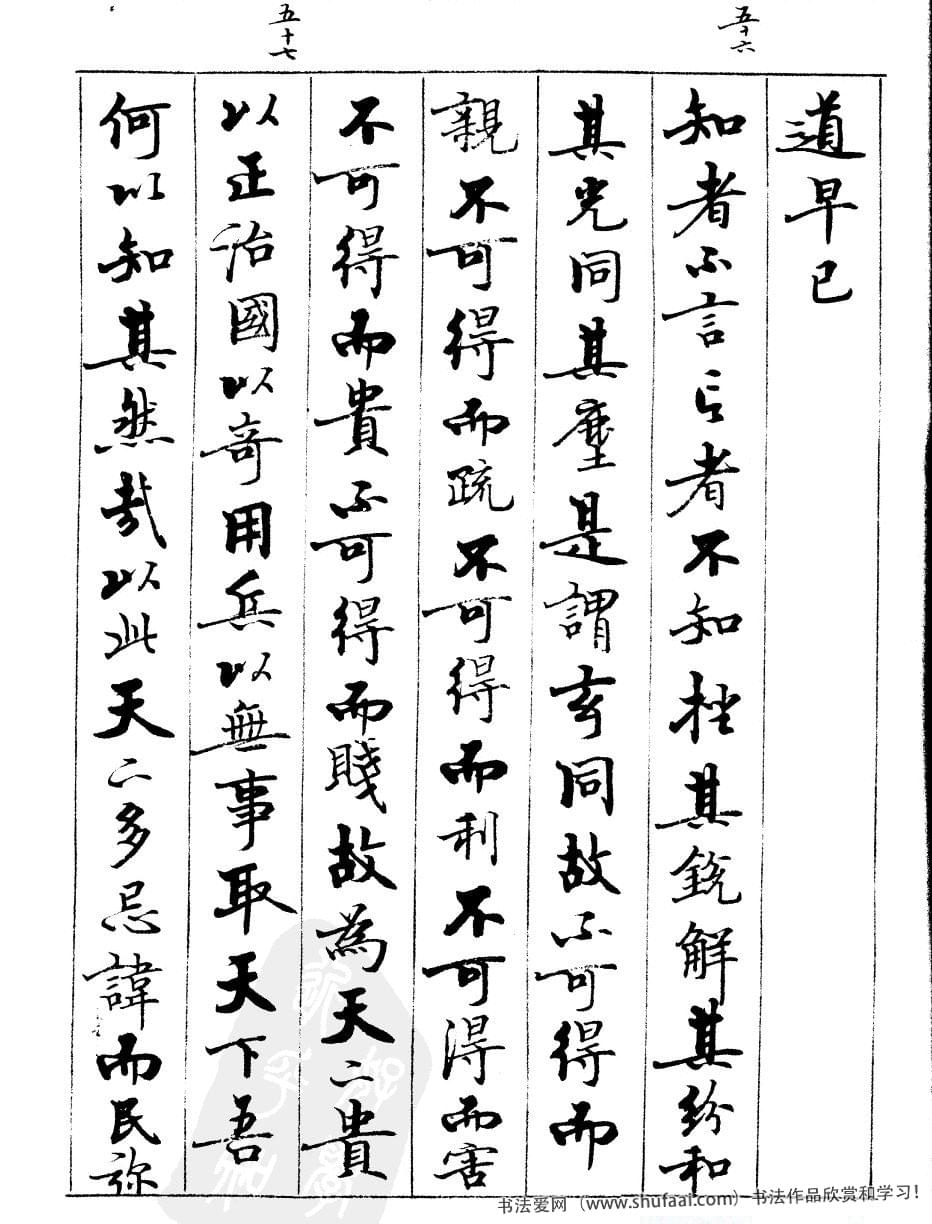 五十六
五十七
道早已
知者不言言者不知挫其銳解其紛和
其光同其塵是謂玄同故不可得而
親不可得而疏不可得而利不可得而害
不可得而貴不可得而賤故為天下貴
以正治國以奇用兵以無事取天下吾
何以知其然哉以此天下多忌諱而民弥
书法爱网（www.shufaai.com）书法作品欣赏和学习！